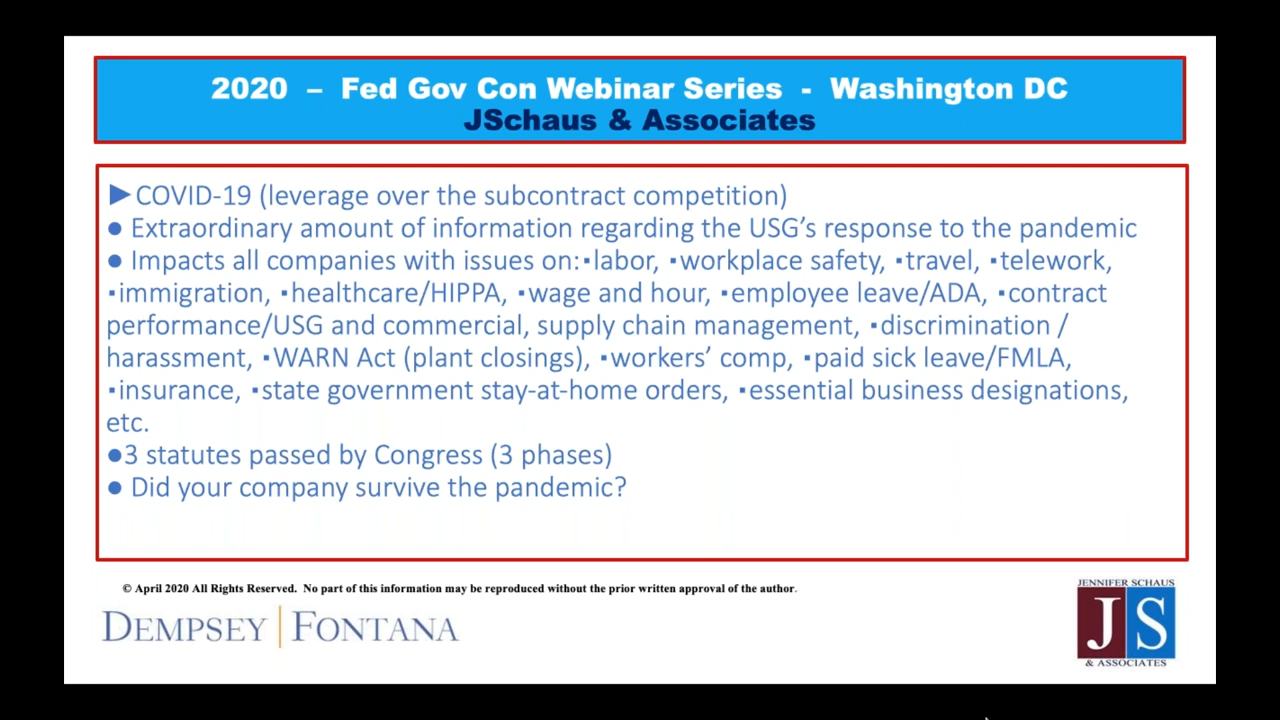 2020 – Fed Gov Con Webinar Series - Washington DC
JSchaus & Associates
►COVID-19 (leverage over the subcontract competition)
● Extraordinary amount of information regarding the USG’s response to the pandemic
● Impacts all companies with issues on:▪labor, ▪workplace safety, ▪travel, ▪telework,
▪immigration, ▪healthcare/HIPPA, ▪wage and hour, ▪employee leave/ADA, ▪contract
performance/USG and commercial, supply chain management, ▪discrimination /
harassment, ▪WARN Act (plant closings), ▪workers’ comp, ▪paid sick leave/FMLA,
▪insurance, ▪state government stay-at-home orders, ▪essential business designations,
etc.
●3 statutes passed by Congress (3 phases)
● Did your company survive the pandemic?
© April 2020 All Rights Reserved. No part of this information may be reproduced without the prior written approval of the author.
DEMPSEY | FONTANA
JENNIFER SCHAUS
JS
& ASSOCIATES